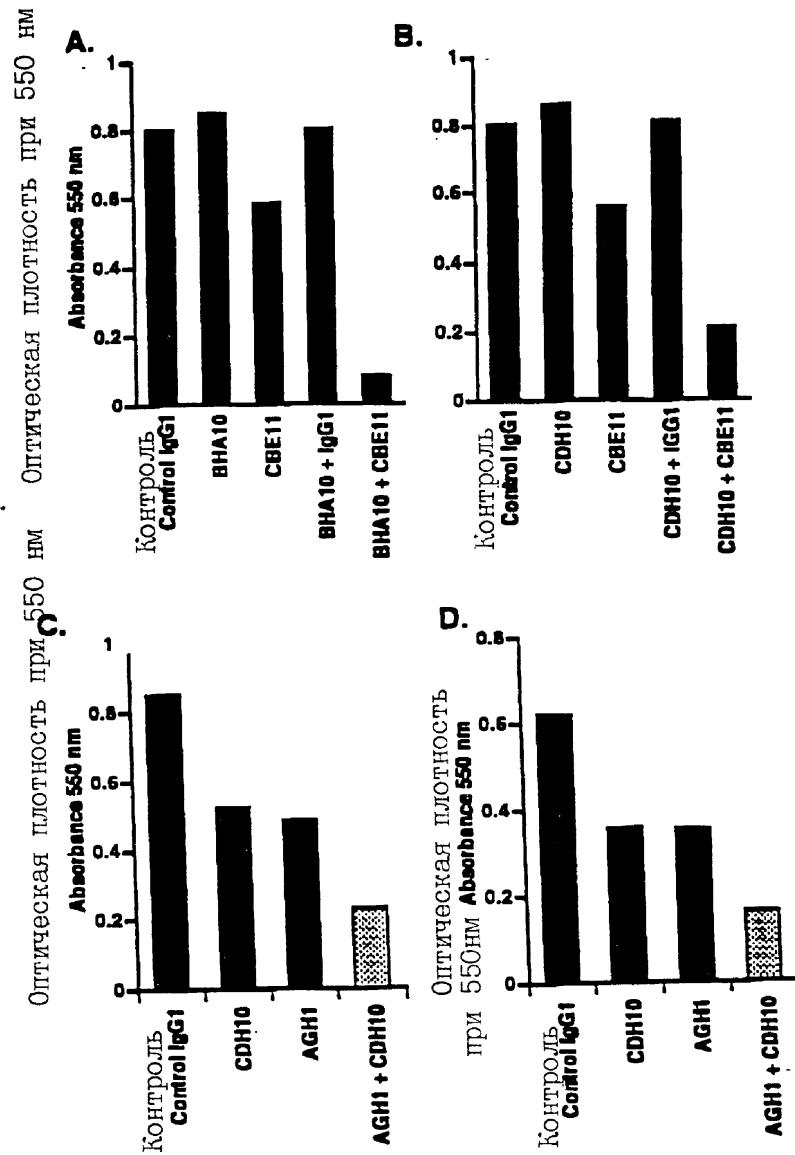 A.
Оптическая плотность при 550 нм
Absorbance 550 nm
1
0.8
0.6
0.4
0.2
0
Контроль
Control IgG1
BHA10
CBE11
BHA10 + IgG1
BHA10 + CBE11
B.
1
0.8
0.6
0.4
0.2
0
Контроль
Control IgG1
CDH10
CBE11
CDH10 + IGG1
CDH10 + CBE11
C.
Оптическая плотность при 550 нм
Absorbance 550 nm
1
0.8
0.6
0.4
0.2
0
Контроль
Control IgG1
CDH10
AGH1
AGH1 + CDH10
D.
Оптическая плотность
при 550нм
Absorbance 550 nm
0.8
0.6
0.4
0.2
0
Контроль
Control IgG1
CDH10
AGH1
AGH1 + CDH10